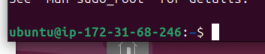 See "man sudo_root" for details.
ubuntu@ip-172-31-68-246:~$